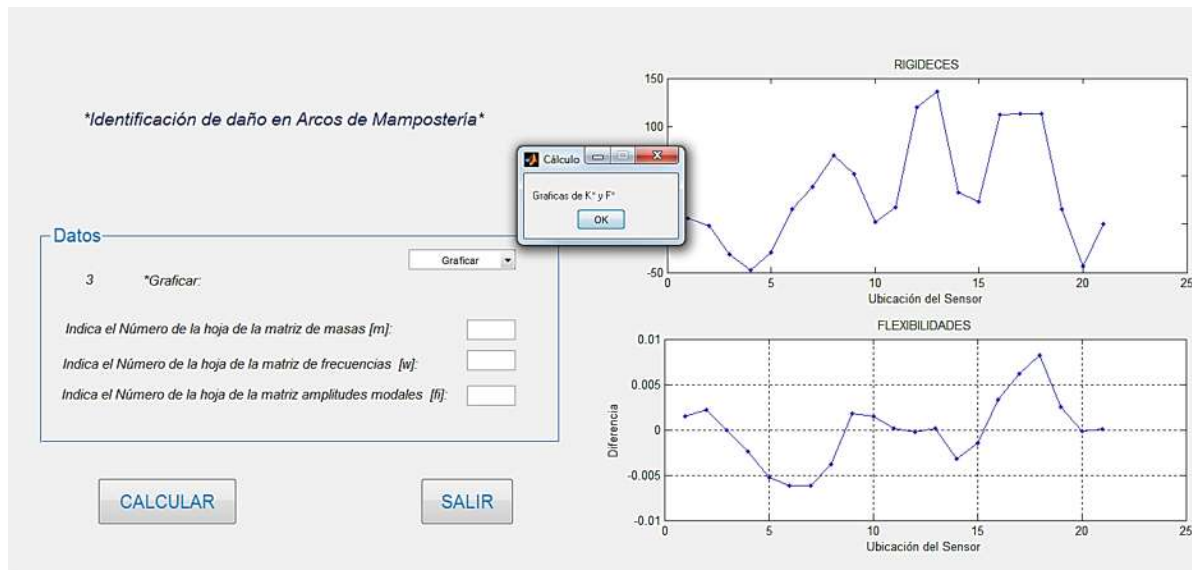 *Identificación de daño en Arcos de Mampostería*
Datos
Graficar
3 *Graficar:
Indica el Número de la hoja de la matriz de masas [m]:
Indica el Número de la hoja de la matriz de frecuencias [w]:
Indica el Número de la hoja de la matriz amplitudes modales [fi]:
CALCULAR
SALIR
Cálculo
Graficas de K* y F*
OK
RIGIDECES
150
100
-50
0 5 10 15 20 25
Ubicación del Sensor
FLEXIBILIDADES
0.01
0.005
0
-0.005
-0.01
Diferencia
0 5 10 15 20 25
Ubicación del Sensor